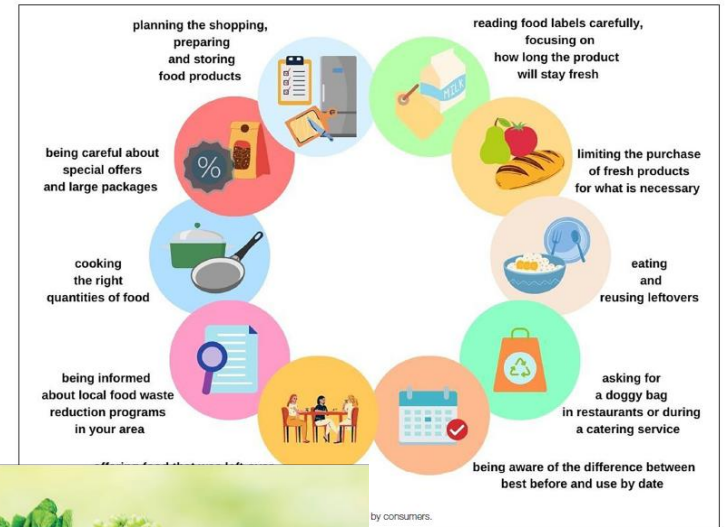 planning the shopping,
preparing
and storing
food products
reading food labels carefully,
focusing on
how long the product
will stay fresh
MILK
being careful about
special offers
and large packages
%
limiting the purchase
of fresh products
for what is necessary
cooking
the right
quantities of food
eating
and
reusing leftovers
being informed
about local food waste
reduction programs
in your area
asking for
a doggy bag
in restaurants or during
a catering service
being aware of the difference between
best before and use by date
by consumers.